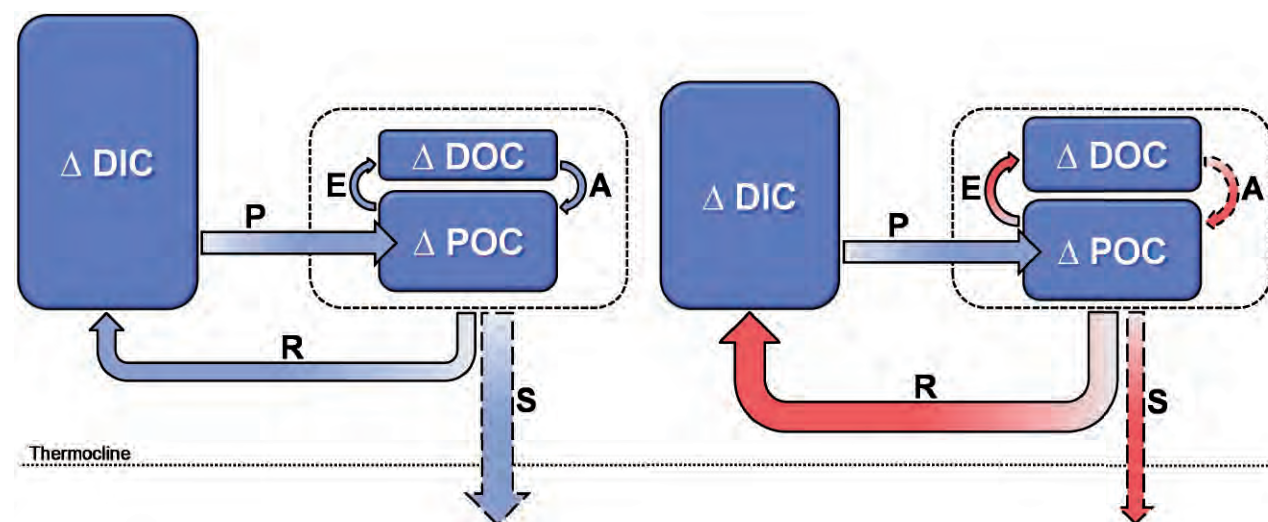 Δ DIC
P
E
Δ DOC
A
Δ POC
R
S
Thermocline
Δ DIC
P
E
Δ DOC
A
Δ POC
R
S